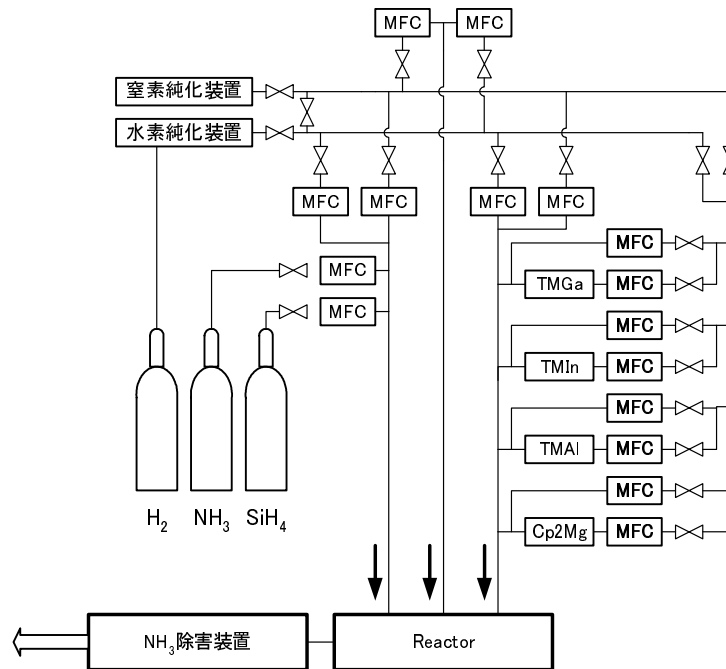 MFC MFC
窒素純化装置
水素純化装置
MFC MFC MFC MFC
MFC
MFC
TMGa MFC
MFC
MFC
MFC
TMIn MFC
MFC
TMAl MFC
MFC
Cp2Mg MFC
H₂ NH₃ SiH₄
NH₃除害装置 Reactor